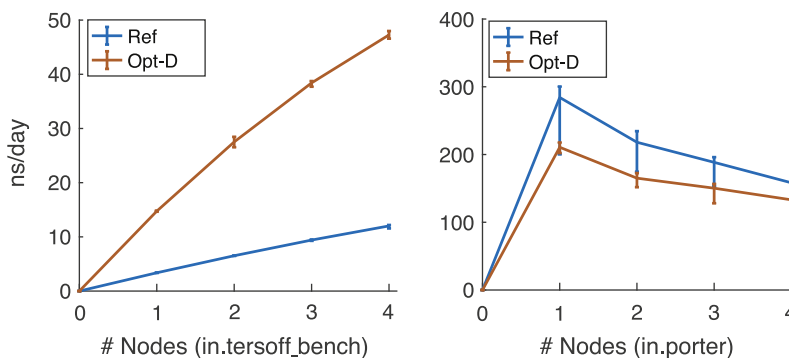 50
40
30
20
10
0
ns/day
Ref
Opt-D
0 1 2 3 4
# Nodes (in.tersoff_bench)
400
300
200
100
0
Ref
Opt-D
0 1 2 3 4
# Nodes (in.porter)